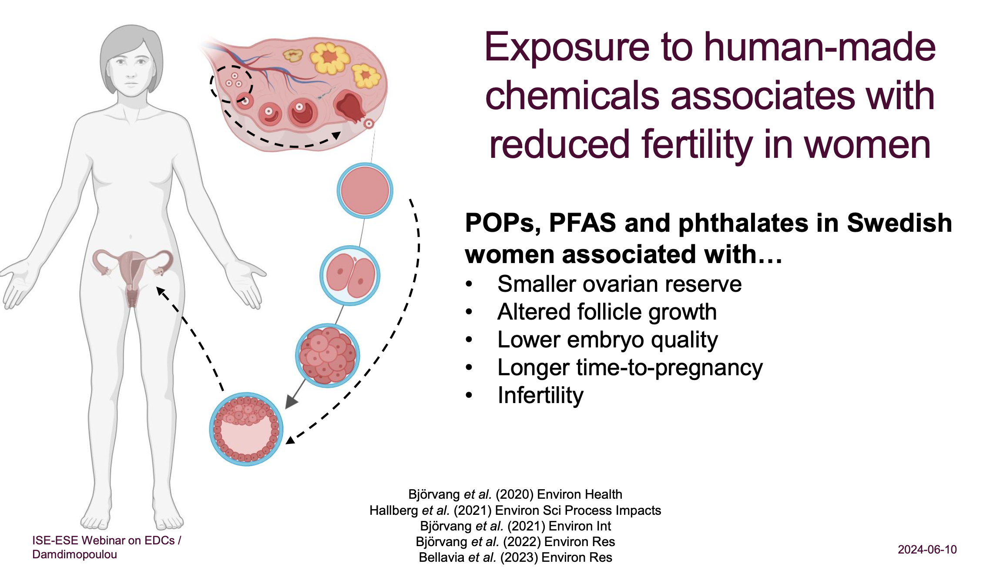 Exposure to human-made
chemicals associates with
reduced fertility in women
POPs, PFAS and phthalates in Swedish
women associated with…
• Smaller ovarian reserve
• Altered follicle growth
• Lower embryo quality
• Longer time-to-pregnancy
• Infertility
Björvang et al. (2020) Environ Health
Hallberg et al. (2021) Environ Sci Process Impacts
Björvang et al. (2021) Environ Int
Björvang et al. (2022) Environ Res
Bellavia et al. (2023) Environ Res
ISE-ESE Webinar on EDCs /
Damdimopoulou
2024-06-10